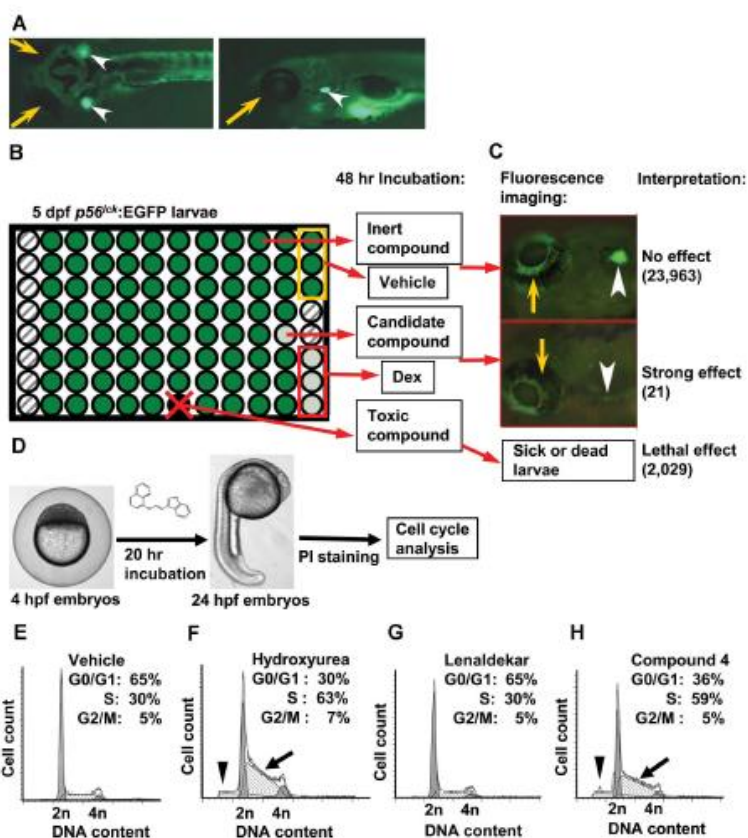 A
B
48 hr Incubation:
C
Fluorescence
imaging:
Interpretation:
5 dpf p56lck:EGFP larvae
Inert
compound
Vehicle
Candidate
compound
Dex
Toxic
compound
No effect
(23,963)
Strong effect
(21)
Sick or dead
larvae
Lethal effect
(2,029)
D
20 hr
incubation
PI staining
Cell cycle
analysis
4 hpf embryos
24 hpf embryos
E
Vehicle
G0/G1: 65%
S: 30%
G2/M: 5%
Cell count
2n 4n
DNA content
F
Hydroxyurea
G0/G1 : 30%
S : 63%
G2/M : 7%
Cell count
2n 4n
DNA content
G
Lenaldekar
G0/G1: 65%
S: 30%
G2/M: 5%
Cell count
2n 4n
DNA content
H
Compound 4
G0/G1: 36%
S: 59%
G2/M: 5%
Cell count
2n 4n
DNA content